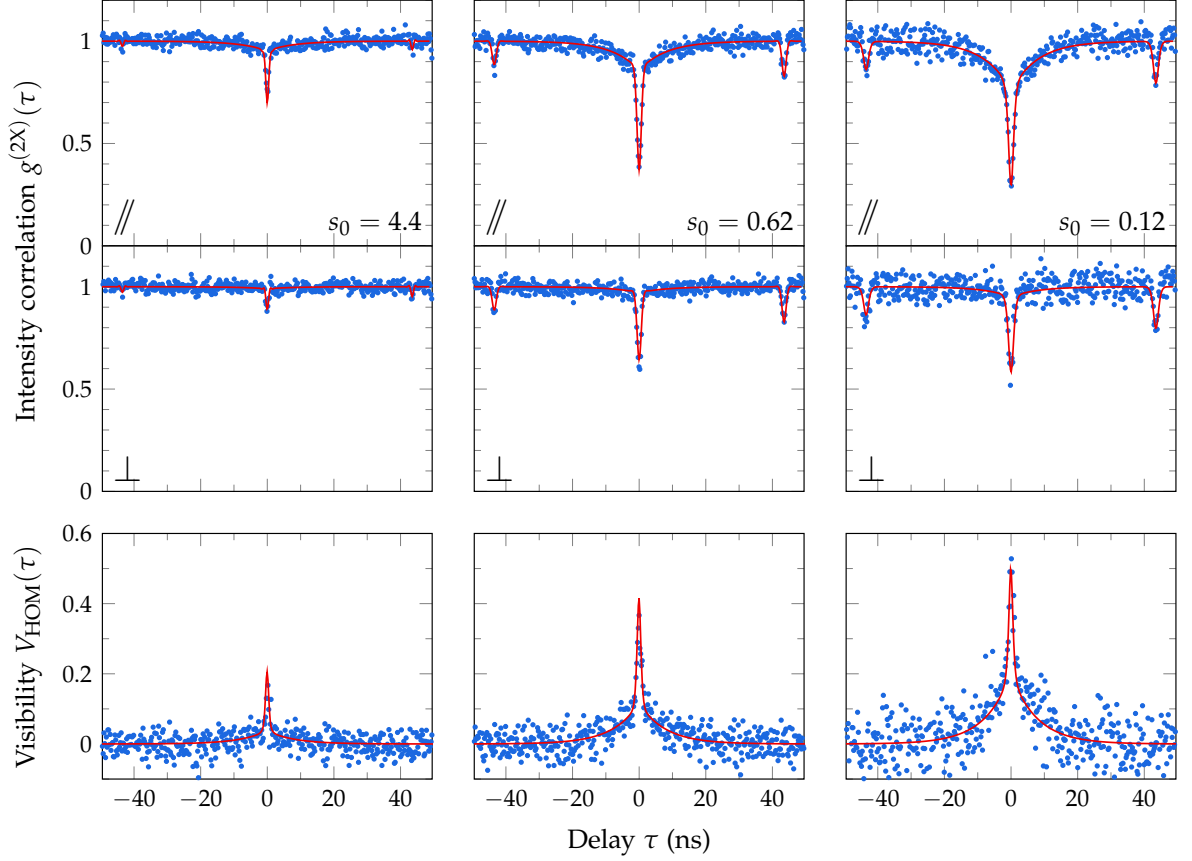 Intensity correlation g⁽²ˣ⁾(τ)
1
0.5
0
// s₀ = 4.4
// s₀ = 0.62
// s₀ = 0.12
1
0.5
0
⊥
⊥
⊥
Visibility V_HOM(τ)
0.6
0.4
0.2
0
−40 −20 0 20 40
−40 −20 0 20 40
−40 −20 0 20 40
Delay τ (ns)